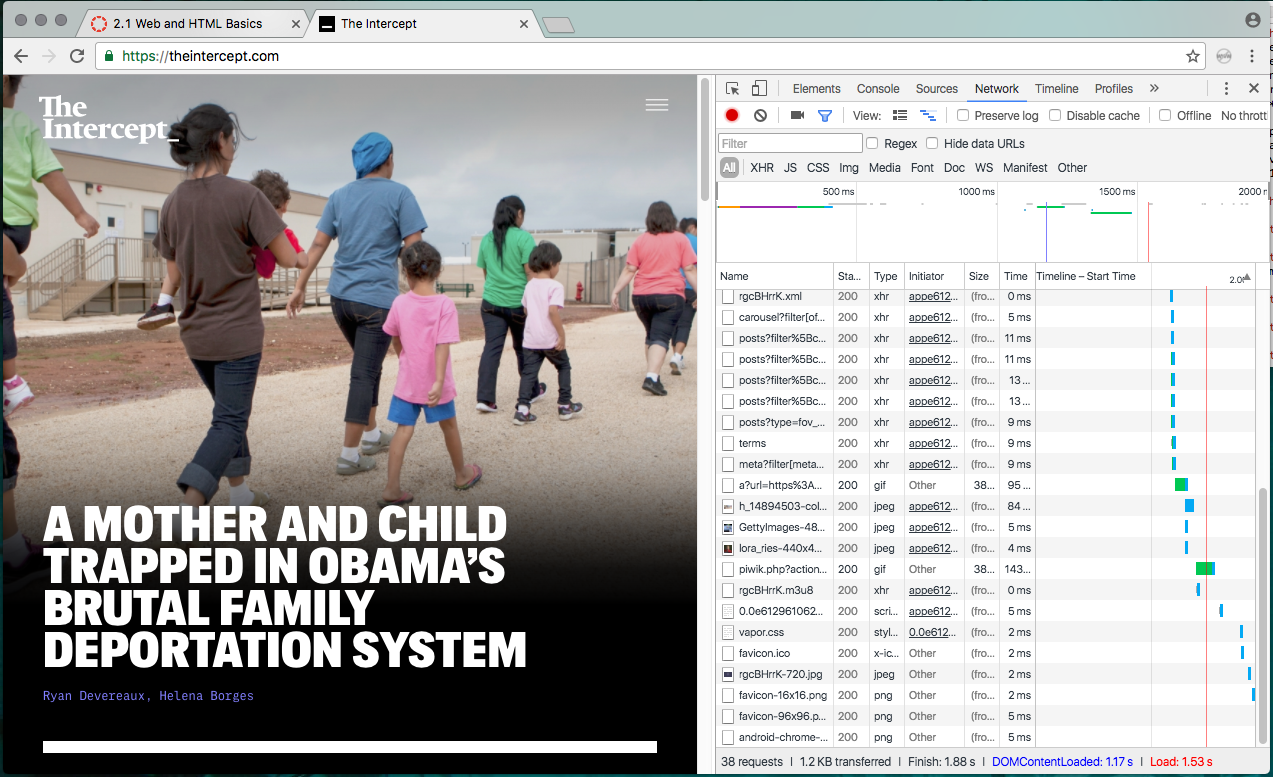 2.1 Web and HTML Basics
The Intercept
https://theintercept.com
The
Intercept_
A MOTHER AND CHILD
TRAPPED IN OBAMA’S
BRUTAL FAMILY
DEPORTATION SYSTEM
Ryan Devereaux, Helena Borges
Elements Console Sources Network Timeline Profiles »
View: Preserve log Disable cache Offline No thrott
Filter Regex Hide data URLs
All XHR JS CSS Img Media Font Doc WS Manifest Other
500 ms 1000 ms 1500 ms 2000 r
Name Sta... Type Initiator Size Time Timeline – Start Time 2.0
rgcBHrrK.xml 200 xhr appe612... (fro... 0 ms
carousel?filter[of... 200 xhr appe612... (fro... 5 ms
posts?filter%5Bc... 200 xhr appe612... (fro... 11 ms
posts?filter%5Bc... 200 xhr appe612... (fro... 11 ms
posts?filter%5Bc... 200 xhr appe612... (fro... 13 ...
posts?filter%5Bc... 200 xhr appe612... (fro... 13 ...
posts?type=fov_... 200 xhr appe612... (fro... 9 ms
terms 200 xhr appe612... (fro... 9 ms
meta?filter[meta... 200 xhr appe612... (fro... 9 ms
a?url=https%3A... 200 gif Other 38... 95 ...
h_14894503-col... 200 jpeg appe612... (fro... 84 ...
GettyImages-48... 200 jpeg appe612... (fro... 5 ms
lora_ries-440x4... 200 jpeg appe612... (fro... 4 ms
piwik.php?action... 200 gif Other 38... 143...
rgcBHrrK.m3u8 200 xhr appe612... (fro... 0 ms
0.0e612961062... 200 scri... appe612... (fro... 5 ms
vapor.css 200 styl... 0.0e612... (fro... 2 ms
favicon.ico 200 x-ic... Other (fro... 2 ms
rgcBHrrK-720.jpg 200 jpeg Other (fro... 2 ms
favicon-16x16.png 200 png Other (fro... 2 ms
favicon-96x96.p... 200 png Other (fro... 5 ms
android-chrome-... 200 png Other (fro... 5 ms
38 requests | 1.2 KB transferred | Finish: 1.88 s | DOMContentLoaded: 1.17 s | Load: 1.53 s